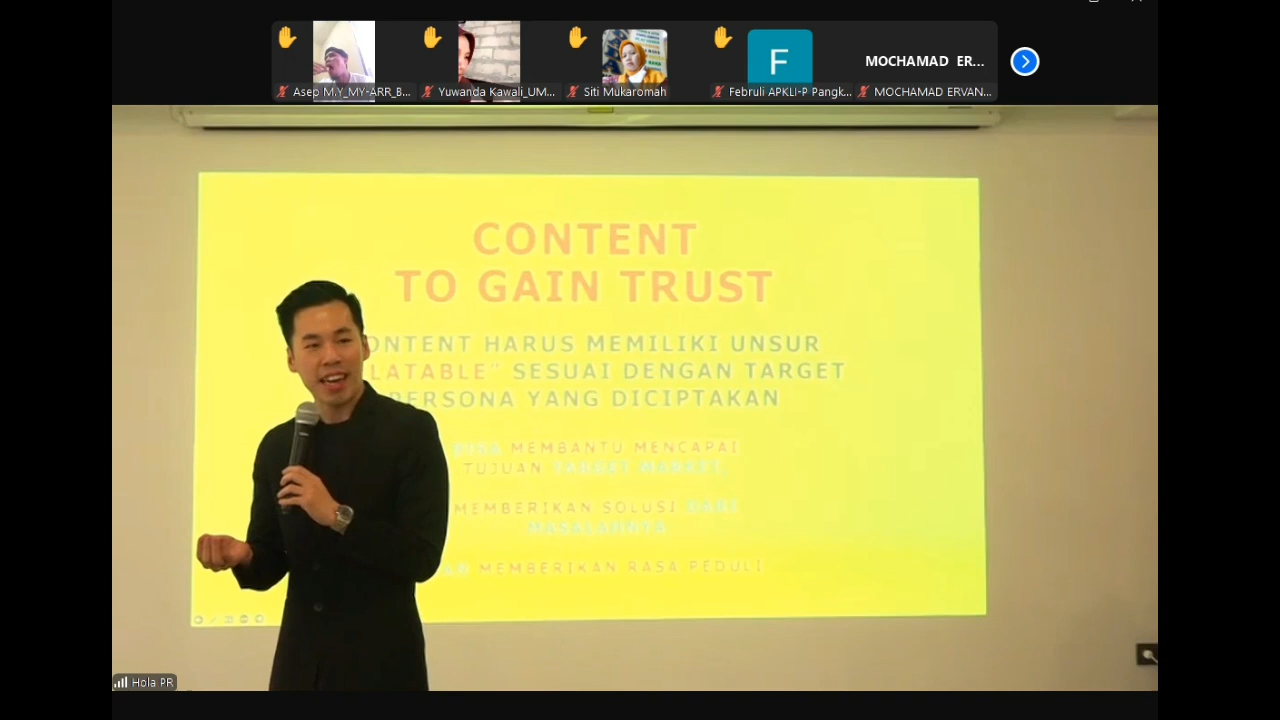 Asep M.Y_MY-ARR_B...
Yuwanda Kawali_UM...
Siti Mukaromah
F
Februli APKLI-P Pangk...
MOCHAMAD ER...
MOCHAMAD ERVAN...
CONTENT
TO GAIN TRUST
ONTENT HARUS MEMILIKI UNSUR
LATABLE" SESUAI DENGAN TARGET
PERSONA YANG DICIPTAKAN
BISA MEMBANTU MENCAPAI
TUJUAN TARGET MARKET,
MEMBERIKAN SOLUSI DARI
MASALAHNYA
MEMBERIKAN RASA PEDULI
Hola PR